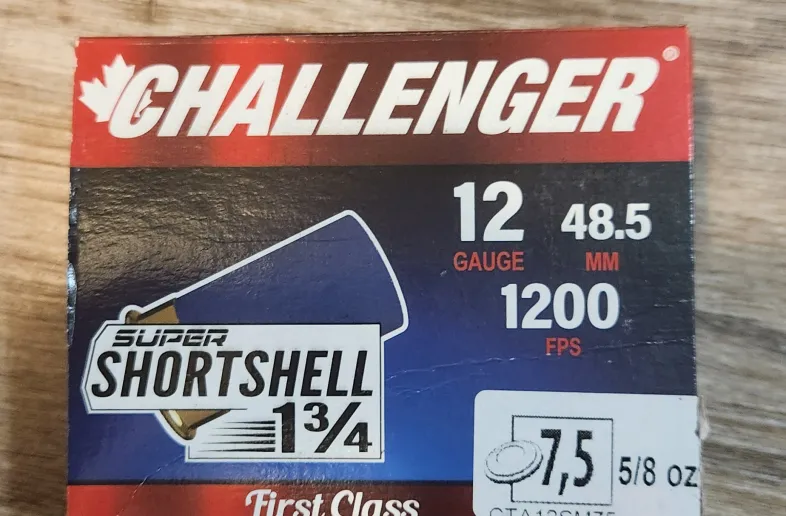 CHALLENGER®
12 48.5
GAUGE MM
1200
FPS
SUPER
SHORTSHELL
1¾
7,5 5/8 oz
First Class